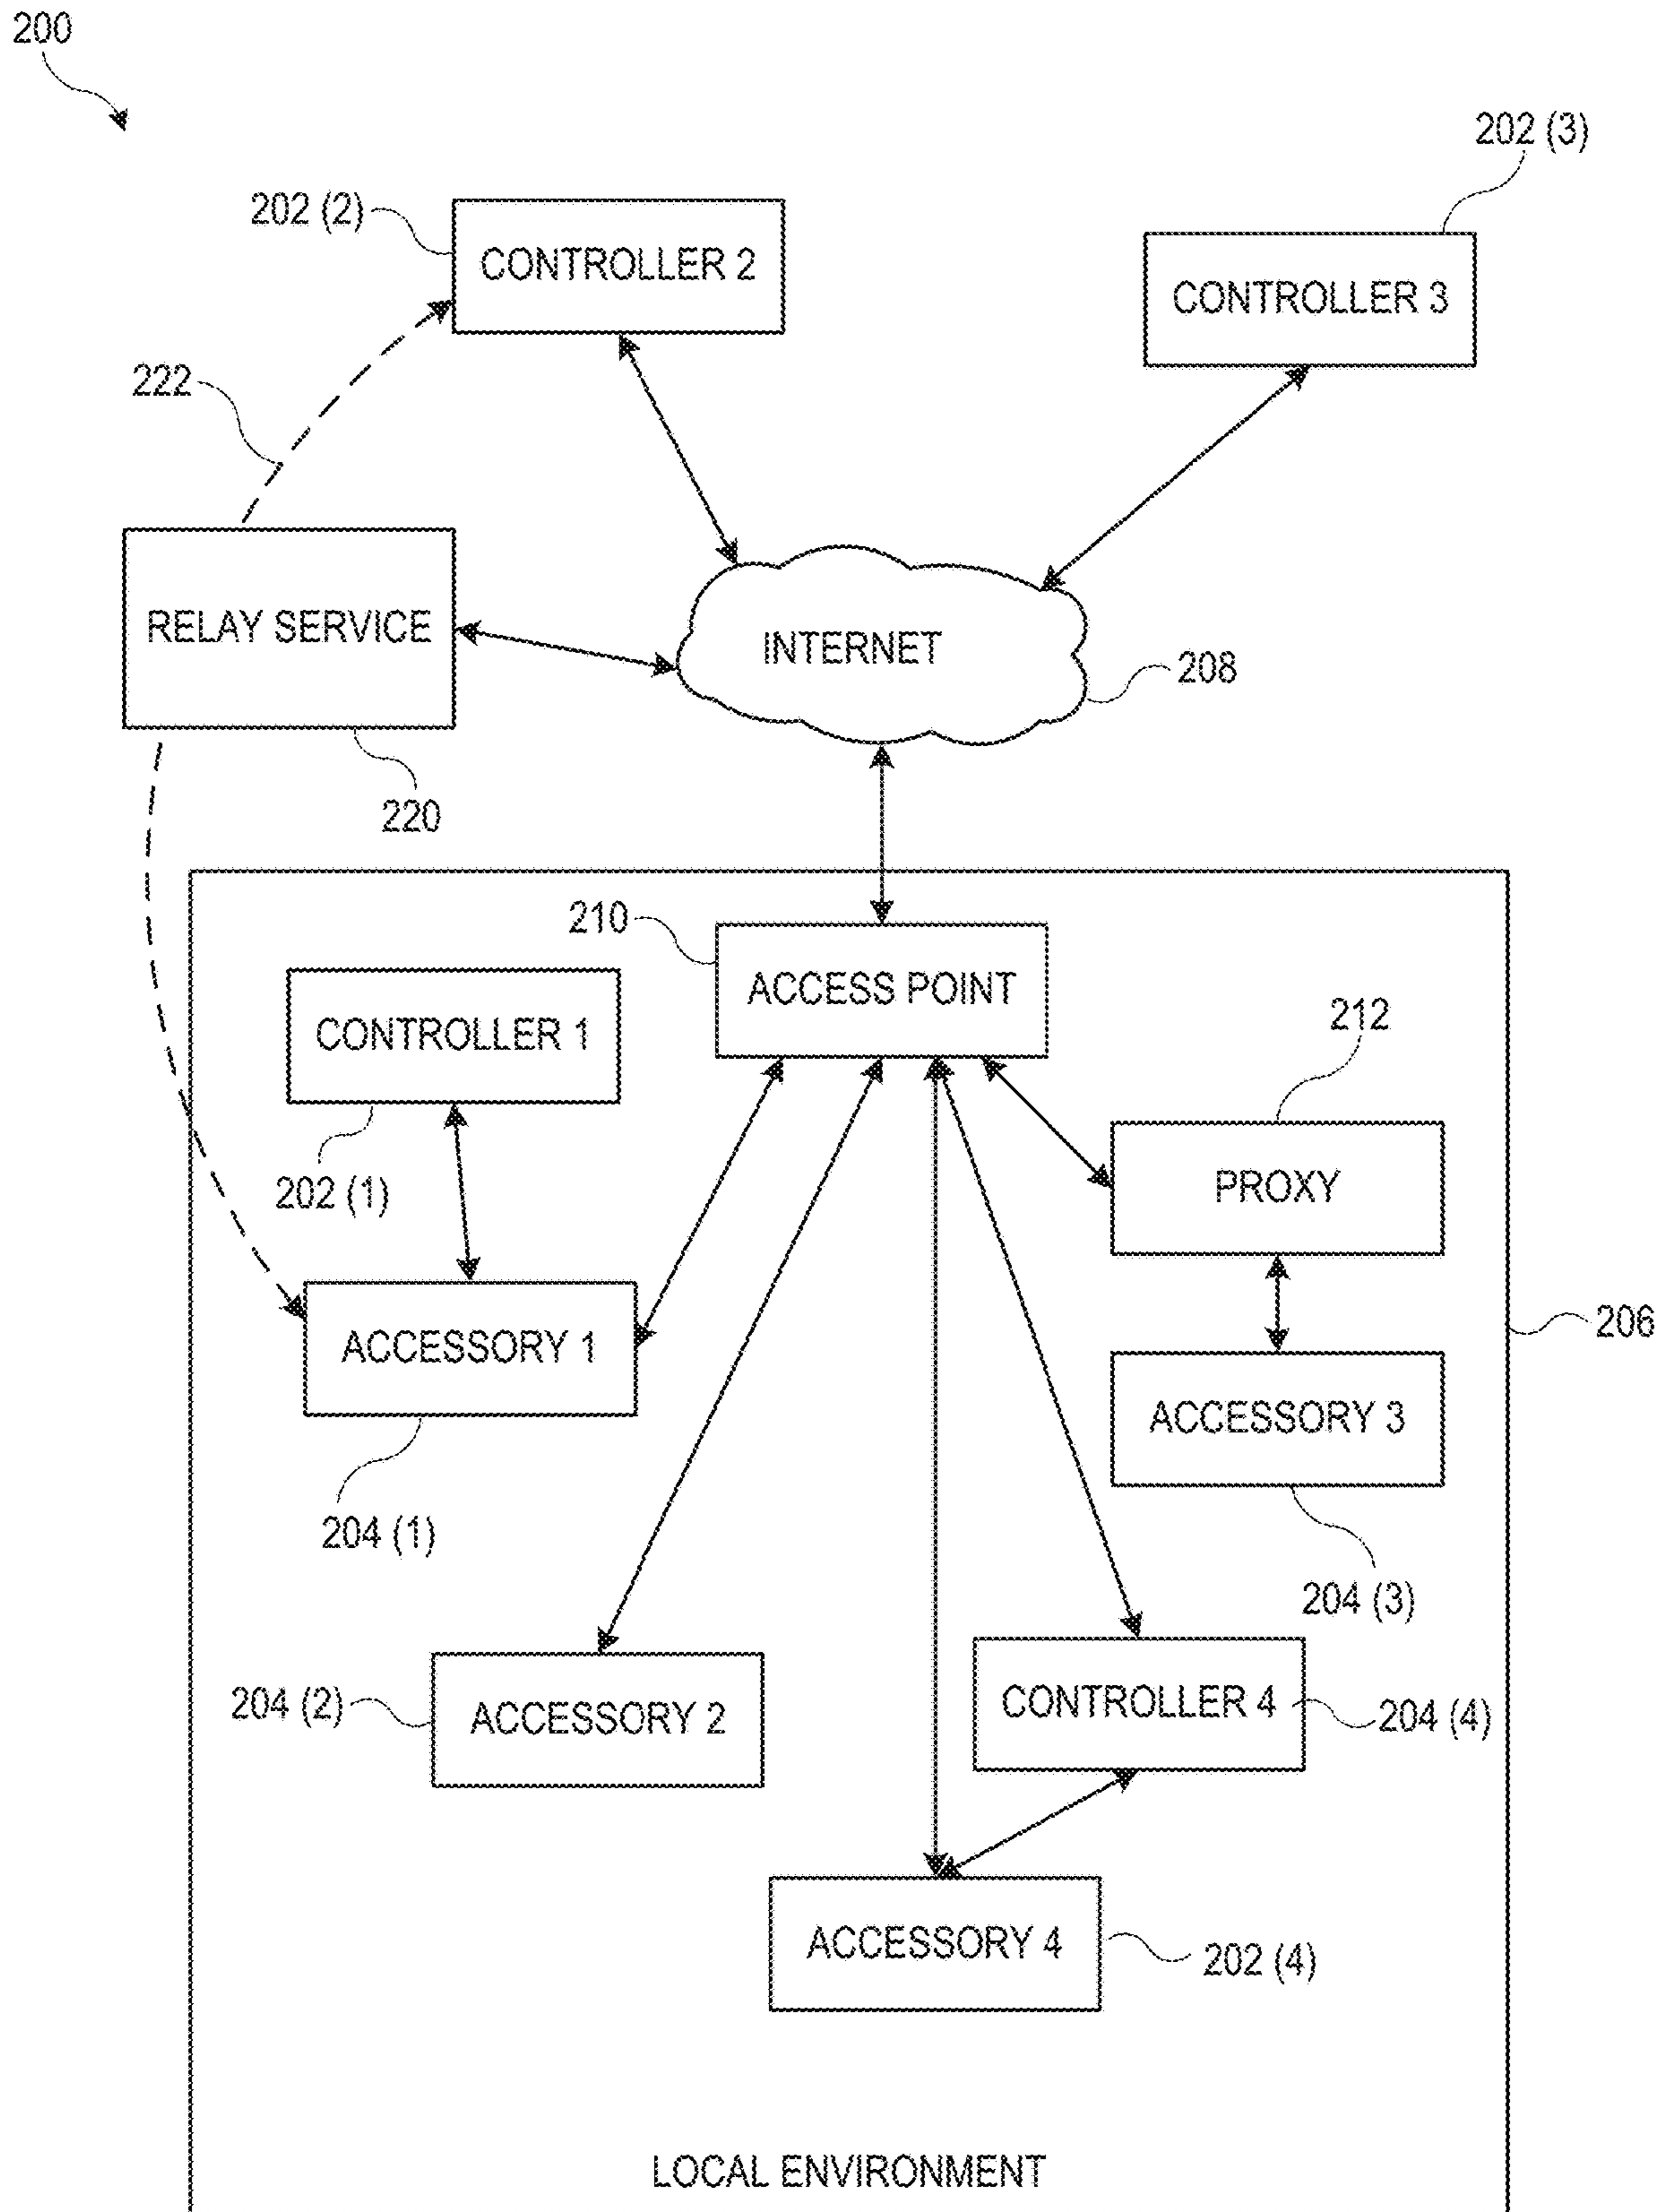 200
202 (3)
202 (2)
CONTROLLER 2
CONTROLLER 3
222
RELAY SERVICE
INTERNET
208
220
210
ACCESS POINT
CONTROLLER 1
212
202 (1)
PROXY
206
ACCESSORY 1
ACCESSORY 3
204 (1)
204 (3)
204 (2)
ACCESSORY 2
CONTROLLER 4
204 (4)
ACCESSORY 4
202 (4)
LOCAL ENVIRONMENT